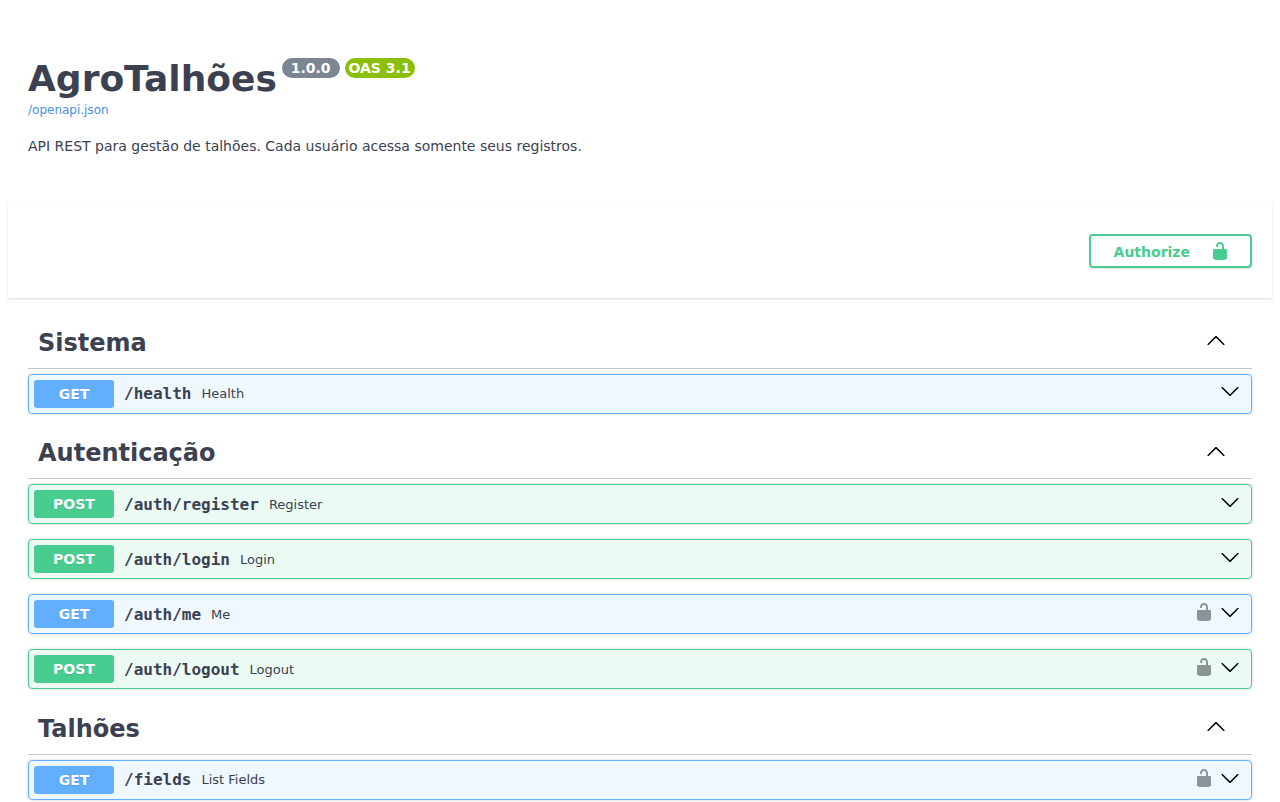 AgroTalhões 1.0.0 OAS 3.1
/openapi.json
API REST para gestão de talhões. Cada usuário acessa somente seus registros.
Authorize
Sistema
GET /health Health
Autenticação
POST /auth/register Register
POST /auth/login Login
GET /auth/me Me
POST /auth/logout Logout
Talhões
GET /fields List Fields